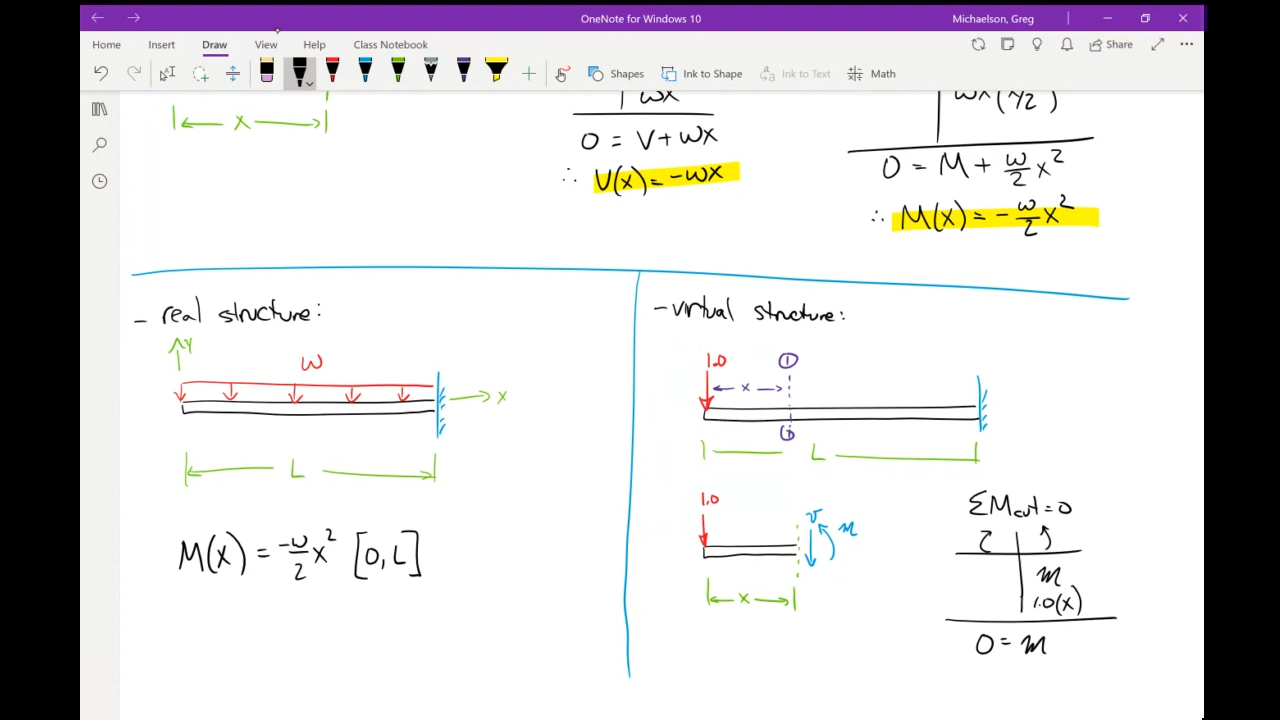 OneNote for Windows 10
Michaelson, Greg
Home Insert Draw View Help Class Notebook
Share
Shapes
Ink to Shape
Ink to Text
Math
x
wx
0 = V + wx
∴ V(x) = -wx
wx(x/2)
0 = M + w/2 x²
∴ M(x) = - w/2 x²
- real structure:
y
w
x
L
M(x) = -w/2 x² [0, L]
- virtual structure:
1.0
1
x
1
L
1.0
v
m
x
ΣMcut = 0
m
1.0(x)
0 = m